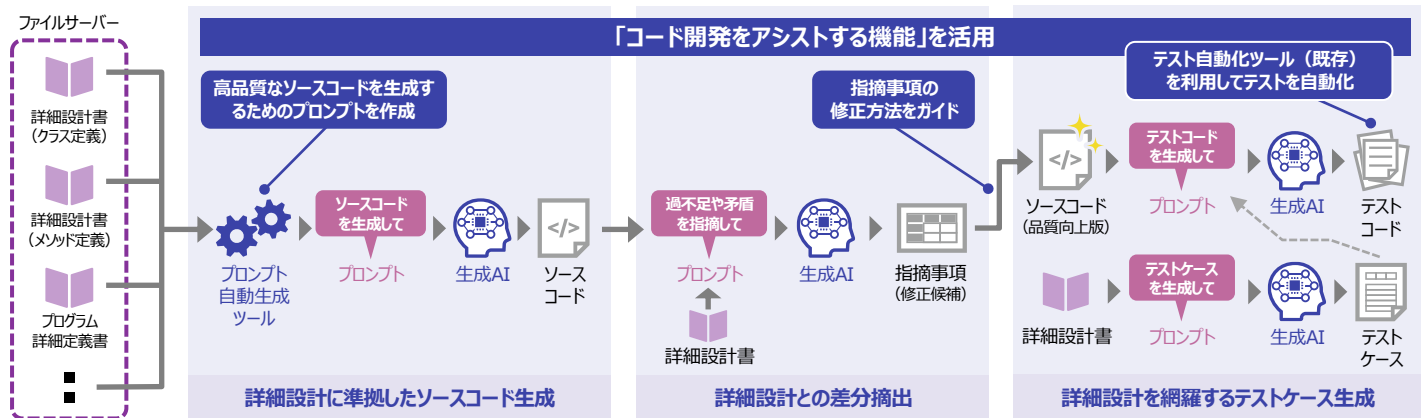 ファイルサーバー
詳細設計書
（クラス定義）
詳細設計書
（メソッド定義）
プログラム
詳細定義書
「コード開発をアシストする機能」を活用
高品質なソースコードを生成す
るためのプロンプトを作成
プロンプト
自動生成
ツール
ソースコード
を生成して
プロンプト
生成AI
</>
ソース
コード
詳細設計に準拠したソースコード生成
指摘事項の
修正方法をガイド
過不足や矛盾
を指摘して
プロンプト
詳細設計書
生成AI
指摘事項
（修正候補）
詳細設計との差分摘出
テスト自動化ツール（既存）
を利用してテストを自動化
</>
ソースコード
（品質向上版）
テストコード
を生成して
プロンプト
生成AI
テスト
コード
詳細設計書
テストケース
を生成して
プロンプト
生成AI
テスト
ケース
詳細設計を網羅するテストケース生成